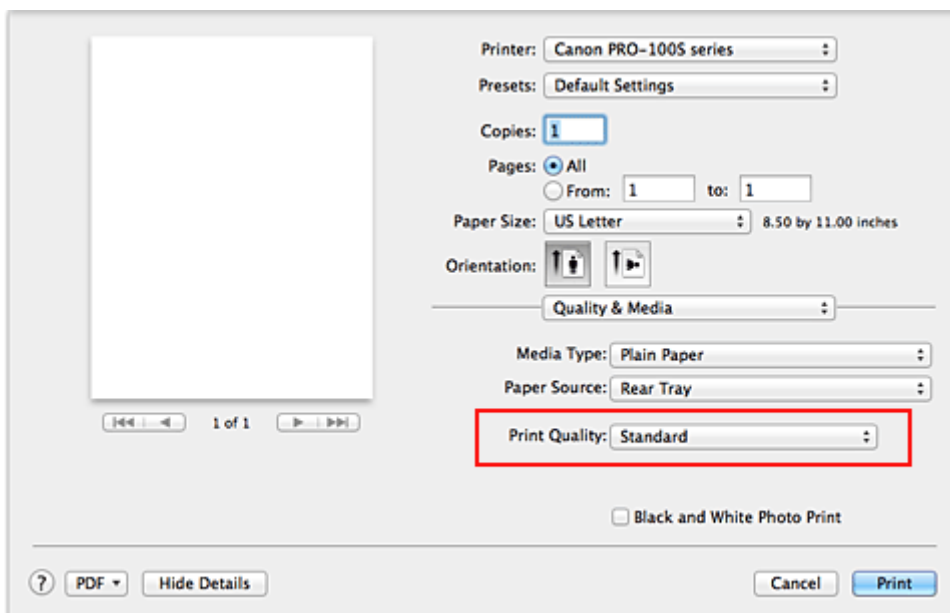 Printer: Canon PRO-100S series
Presets: Default Settings
Copies: 1
Pages: All
From: 1 to: 1
Paper Size: US Letter 8.50 by 11.00 inches
Orientation:
Quality & Media
Media Type: Plain Paper
Paper Source: Rear Tray
1 of 1
Print Quality: Standard
Black and White Photo Print
? PDF Hide Details Cancel Print